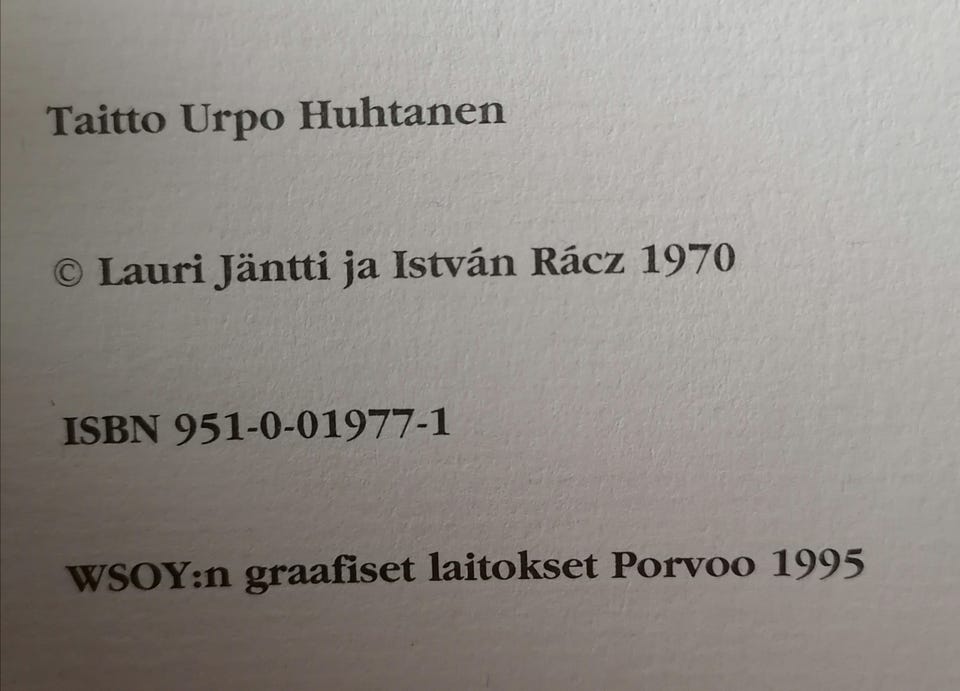 Taitto Urpo Huhtanen
© Lauri Jäntti ja István Rácz 1970
ISBN 951-0-01977-1
WSOY:n graafiset laitokset Porvoo 1995